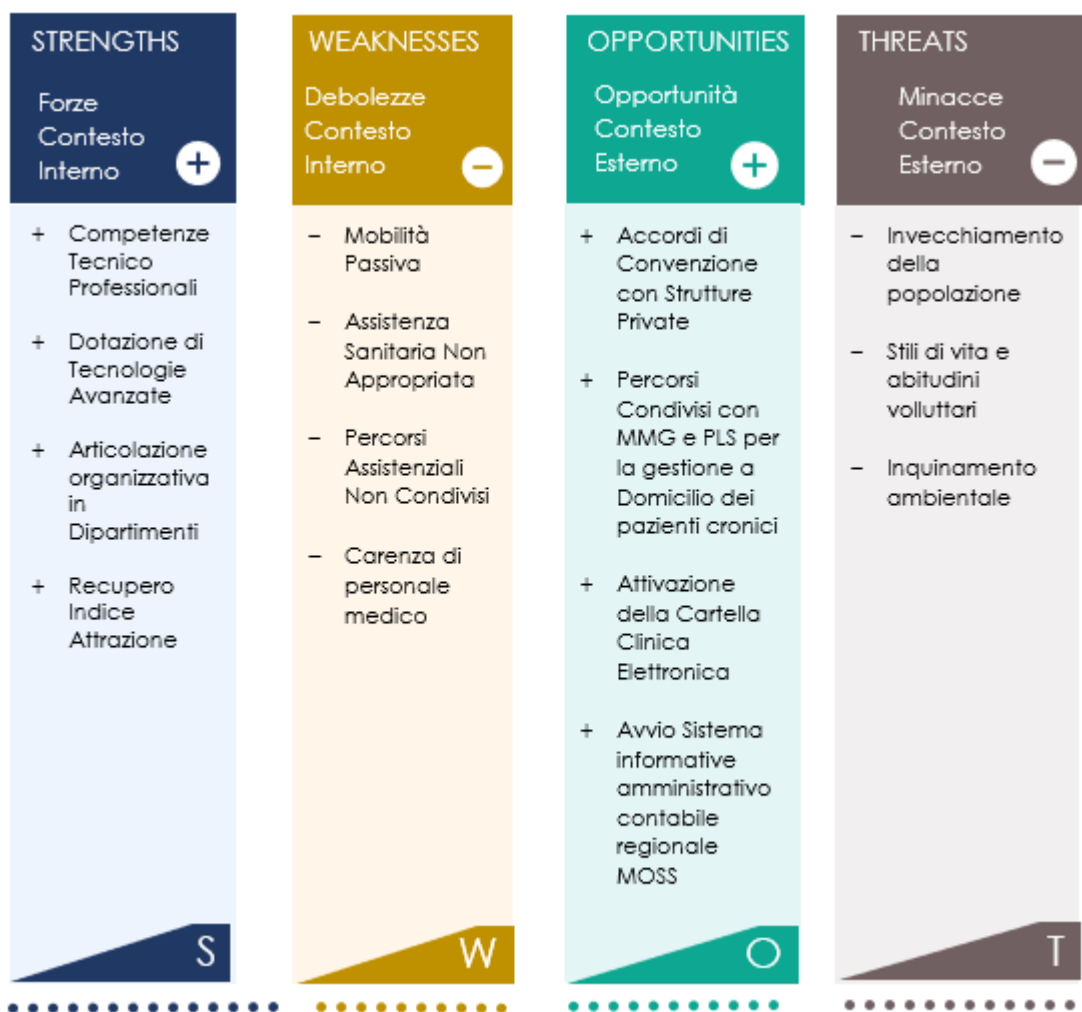 STRENGTHS
Forze
Contesto
Interno
+
+ Competenze
Tecnico
Professionali
+ Dotazione di
Tecnologie
Avanzate
+ Articolazione
organizzativa
in
Dipartimenti
+ Recupero
Indice
Attrazione
S
WEAKNESSES
Debolezze
Contesto
Interno
−
− Mobilità
Passiva
− Assistenza
Sanitaria Non
Appropriata
− Percorsi
Assistenziali
Non Condivisi
− Carenza di
personale
medico
W
OPPORTUNITIES
Opportunità
Contesto
Esterno
+
+ Accordi di
Convenzione
con Strutture
Private
+ Percorsi
Condivisi con
MMG e PLS per
la gestione a
Domicilio dei
pazienti cronici
+ Attivazione
della Cartella
Clinica
Elettronica
+ Avvio Sistema
informative
amministrativo
contabile
regionale
MOSS
O
THREATS
Minacce
Contesto
Esterno
−
− Invecchiamento
della
popolazione
− Stili di vita e
abitudini
volluttari
− Inquinamento
ambientale
T